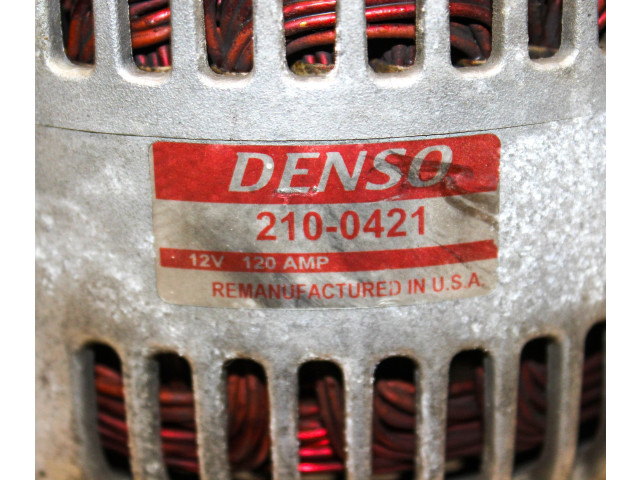 DENSO
210-0421
12V 120 AMP
REMANUFACTURED IN U.S.A.